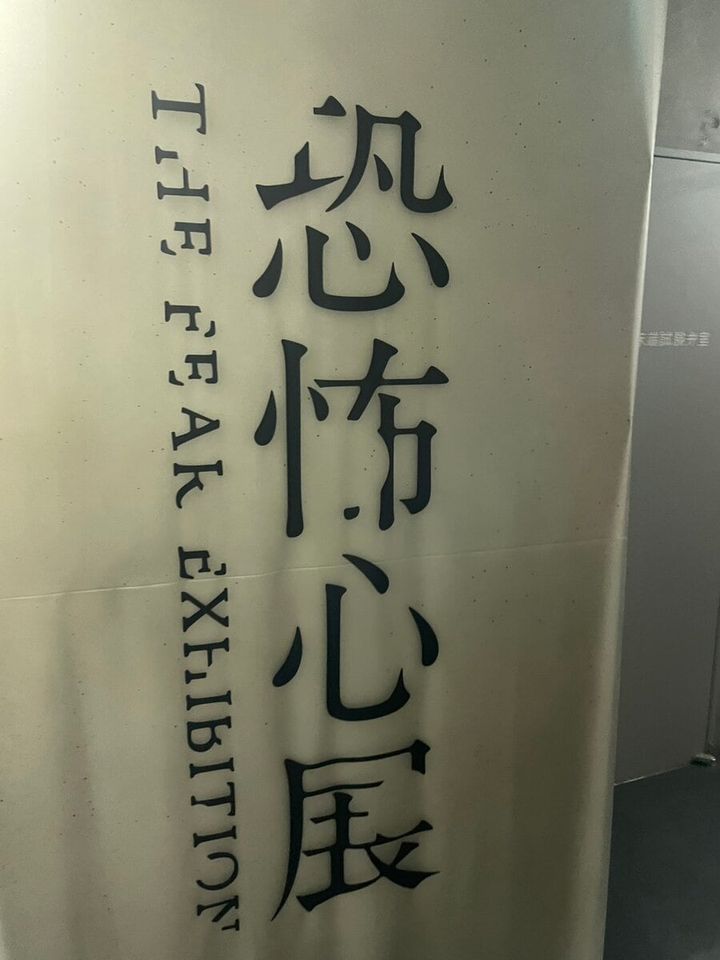 恐怖心展
THE FEAR EXHIBITION